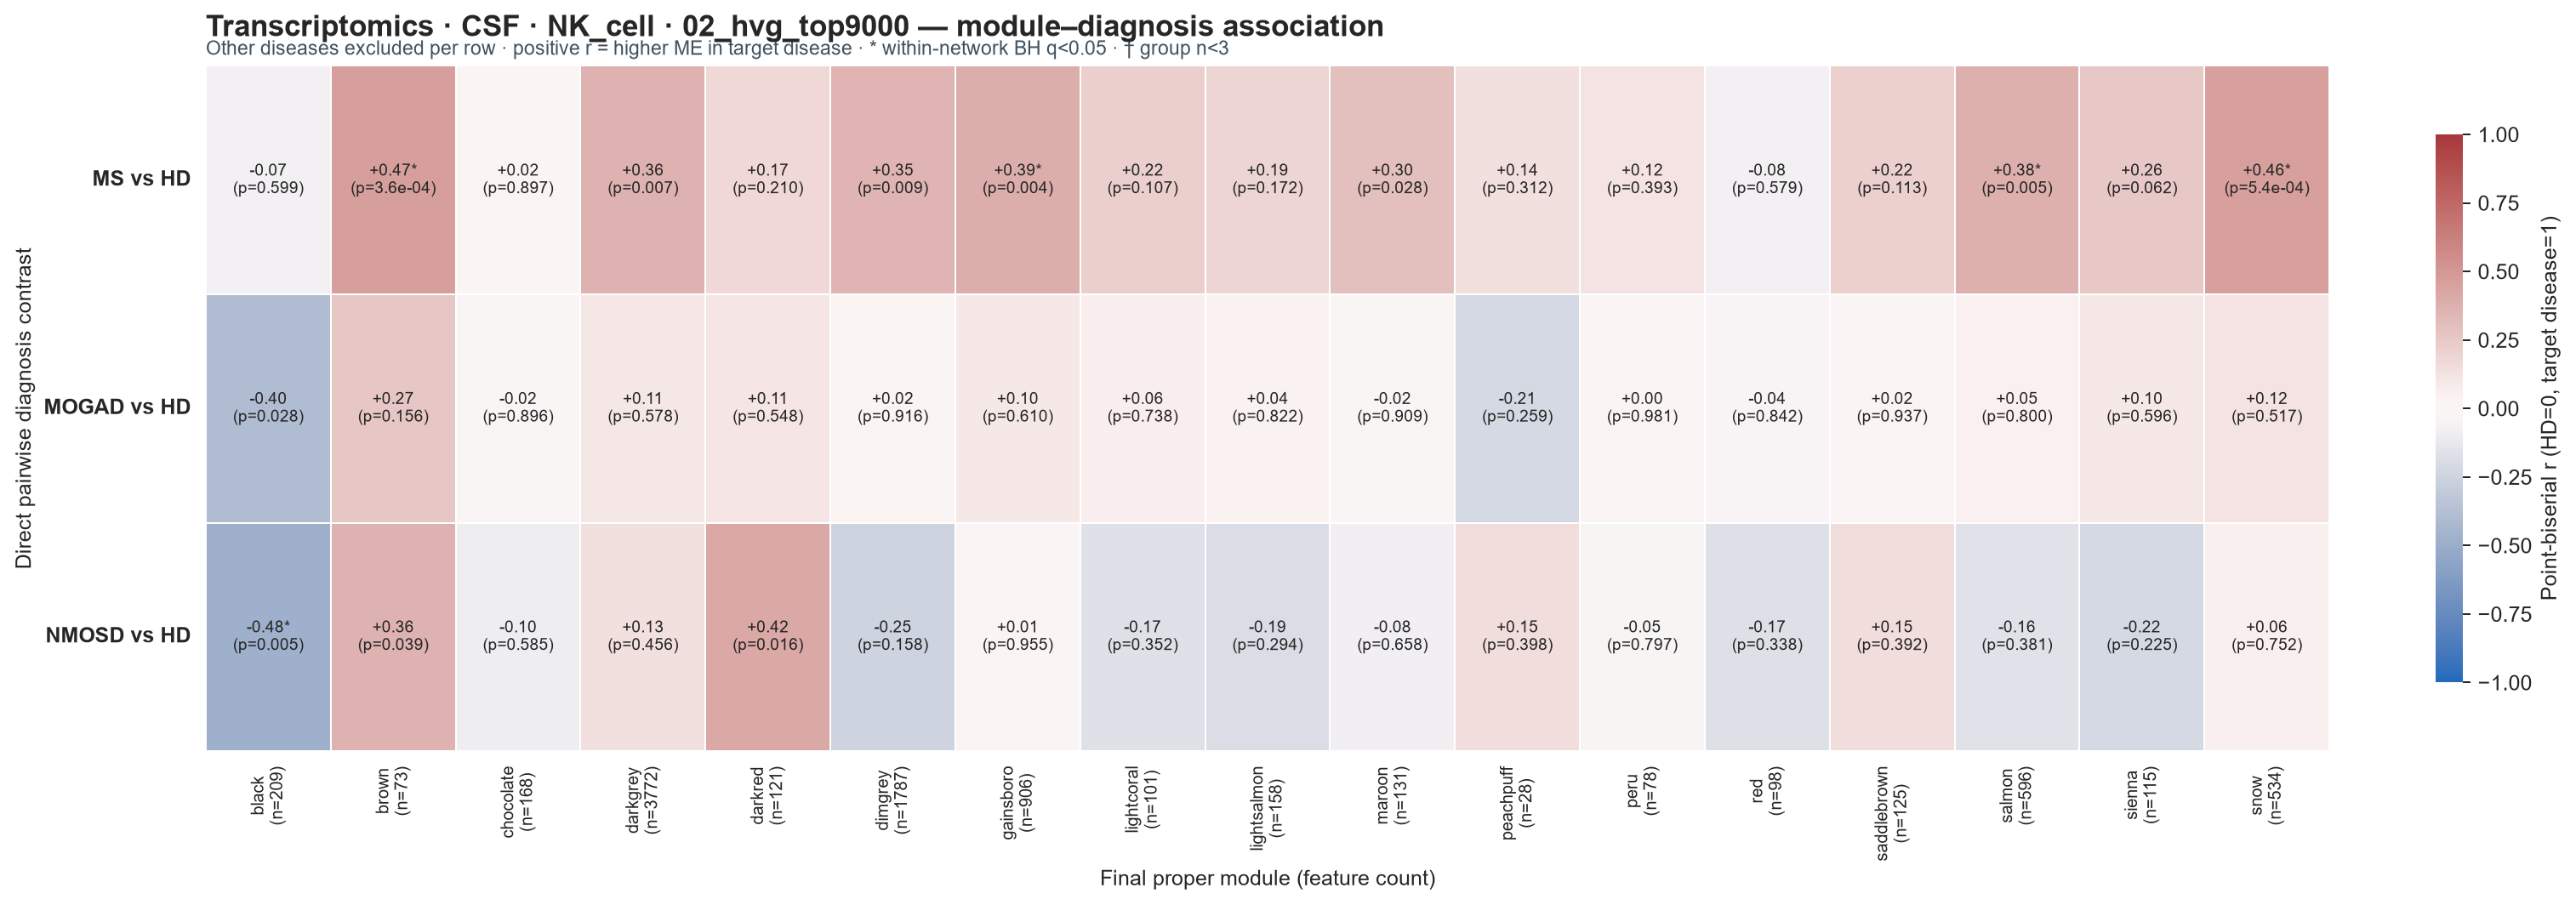 Transcriptomics · CSF · NK_cell · 02_hvg_top9000 — module–diagnosis association
Other diseases excluded per row · positive r = higher ME in target disease · * within-network BH q<0.05 · † group n<3
Direct pairwise diagnosis contrast
MS vs HD
-0.07 +0.47* +0.02 +0.36 +0.17 +0.35 +0.39* +0.22 +0.19 +0.30 +0.14 +0.12 -0.08 +0.22 +0.38* +0.26 +0.46*
(p=0.599) (p=3.6e-04) (p=0.897) (p=0.007) (p=0.210) (p=0.009) (p=0.004) (p=0.107) (p=0.172) (p=0.028) (p=0.312) (p=0.393) (p=0.579) (p=0.113) (p=0.005) (p=0.062) (p=5.4e-04)
MOGAD vs HD
-0.40 +0.27 -0.02 +0.11 +0.11 +0.02 +0.10 +0.06 +0.04 -0.02 -0.21 +0.00 -0.04 +0.02 +0.05 +0.10 +0.12
(p=0.028) (p=0.156) (p=0.896) (p=0.578) (p=0.548) (p=0.916) (p=0.610) (p=0.738) (p=0.822) (p=0.909) (p=0.259) (p=0.981) (p=0.842) (p=0.937) (p=0.800) (p=0.596) (p=0.517)
NMOSD vs HD
-0.48* +0.36 -0.10 +0.13 +0.42 -0.25 +0.01 -0.17 -0.19 -0.08 +0.15 -0.05 -0.17 +0.15 -0.16 -0.22 +0.06
(p=0.005) (p=0.039) (p=0.585) (p=0.456) (p=0.016) (p=0.158) (p=0.955) (p=0.352) (p=0.294) (p=0.658) (p=0.398) (p=0.797) (p=0.338) (p=0.392) (p=0.381) (p=0.225) (p=0.752)
black
(n=209)
brown
(n=73)
chocolate
(n=168)
darkgrey
(n=3772)
darkred
(n=121)
dimgrey
(n=1787)
gainsboro
(n=906)
lightcoral
(n=101)
lightsalmon
(n=158)
maroon
(n=131)
peachpuff
(n=28)
peru
(n=78)
red
(n=98)
saddlebrown
(n=125)
salmon
(n=596)
sienna
(n=115)
snow
(n=534)
Final proper module (feature count)
1.00
0.75
0.50
0.25
0.00
−0.25
−0.50
−0.75
−1.00
Point-biserial r (HD=0, target disease=1)